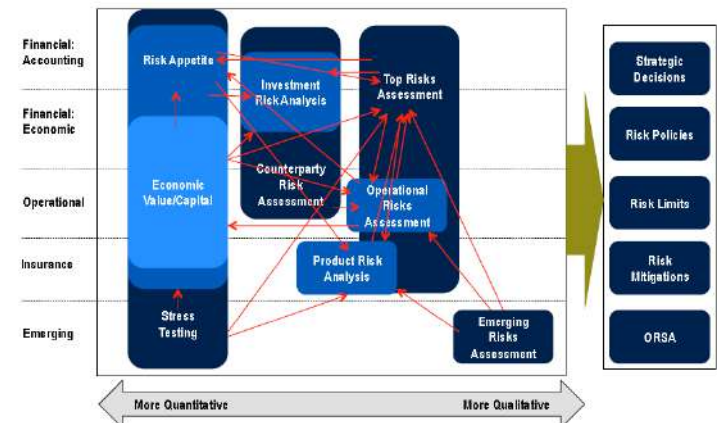 Financial:
Accounting
Financial:
Economic
Operational
Insurance
Emerging
Risk Appetite
Economic
Value/Capital
Stress
Testing
Investment
Risk Analysis
Counterparty
Risk
Assessment
Top Risks
Assessment
Operational
Risks
Assessment
Product Risk
Analysis
Emerging
Risks
Assessment
Strategic
Decisions
Risk Policies
Risk Limits
Risk
Mitigations
ORSA
More Quantitative
More Qualitative